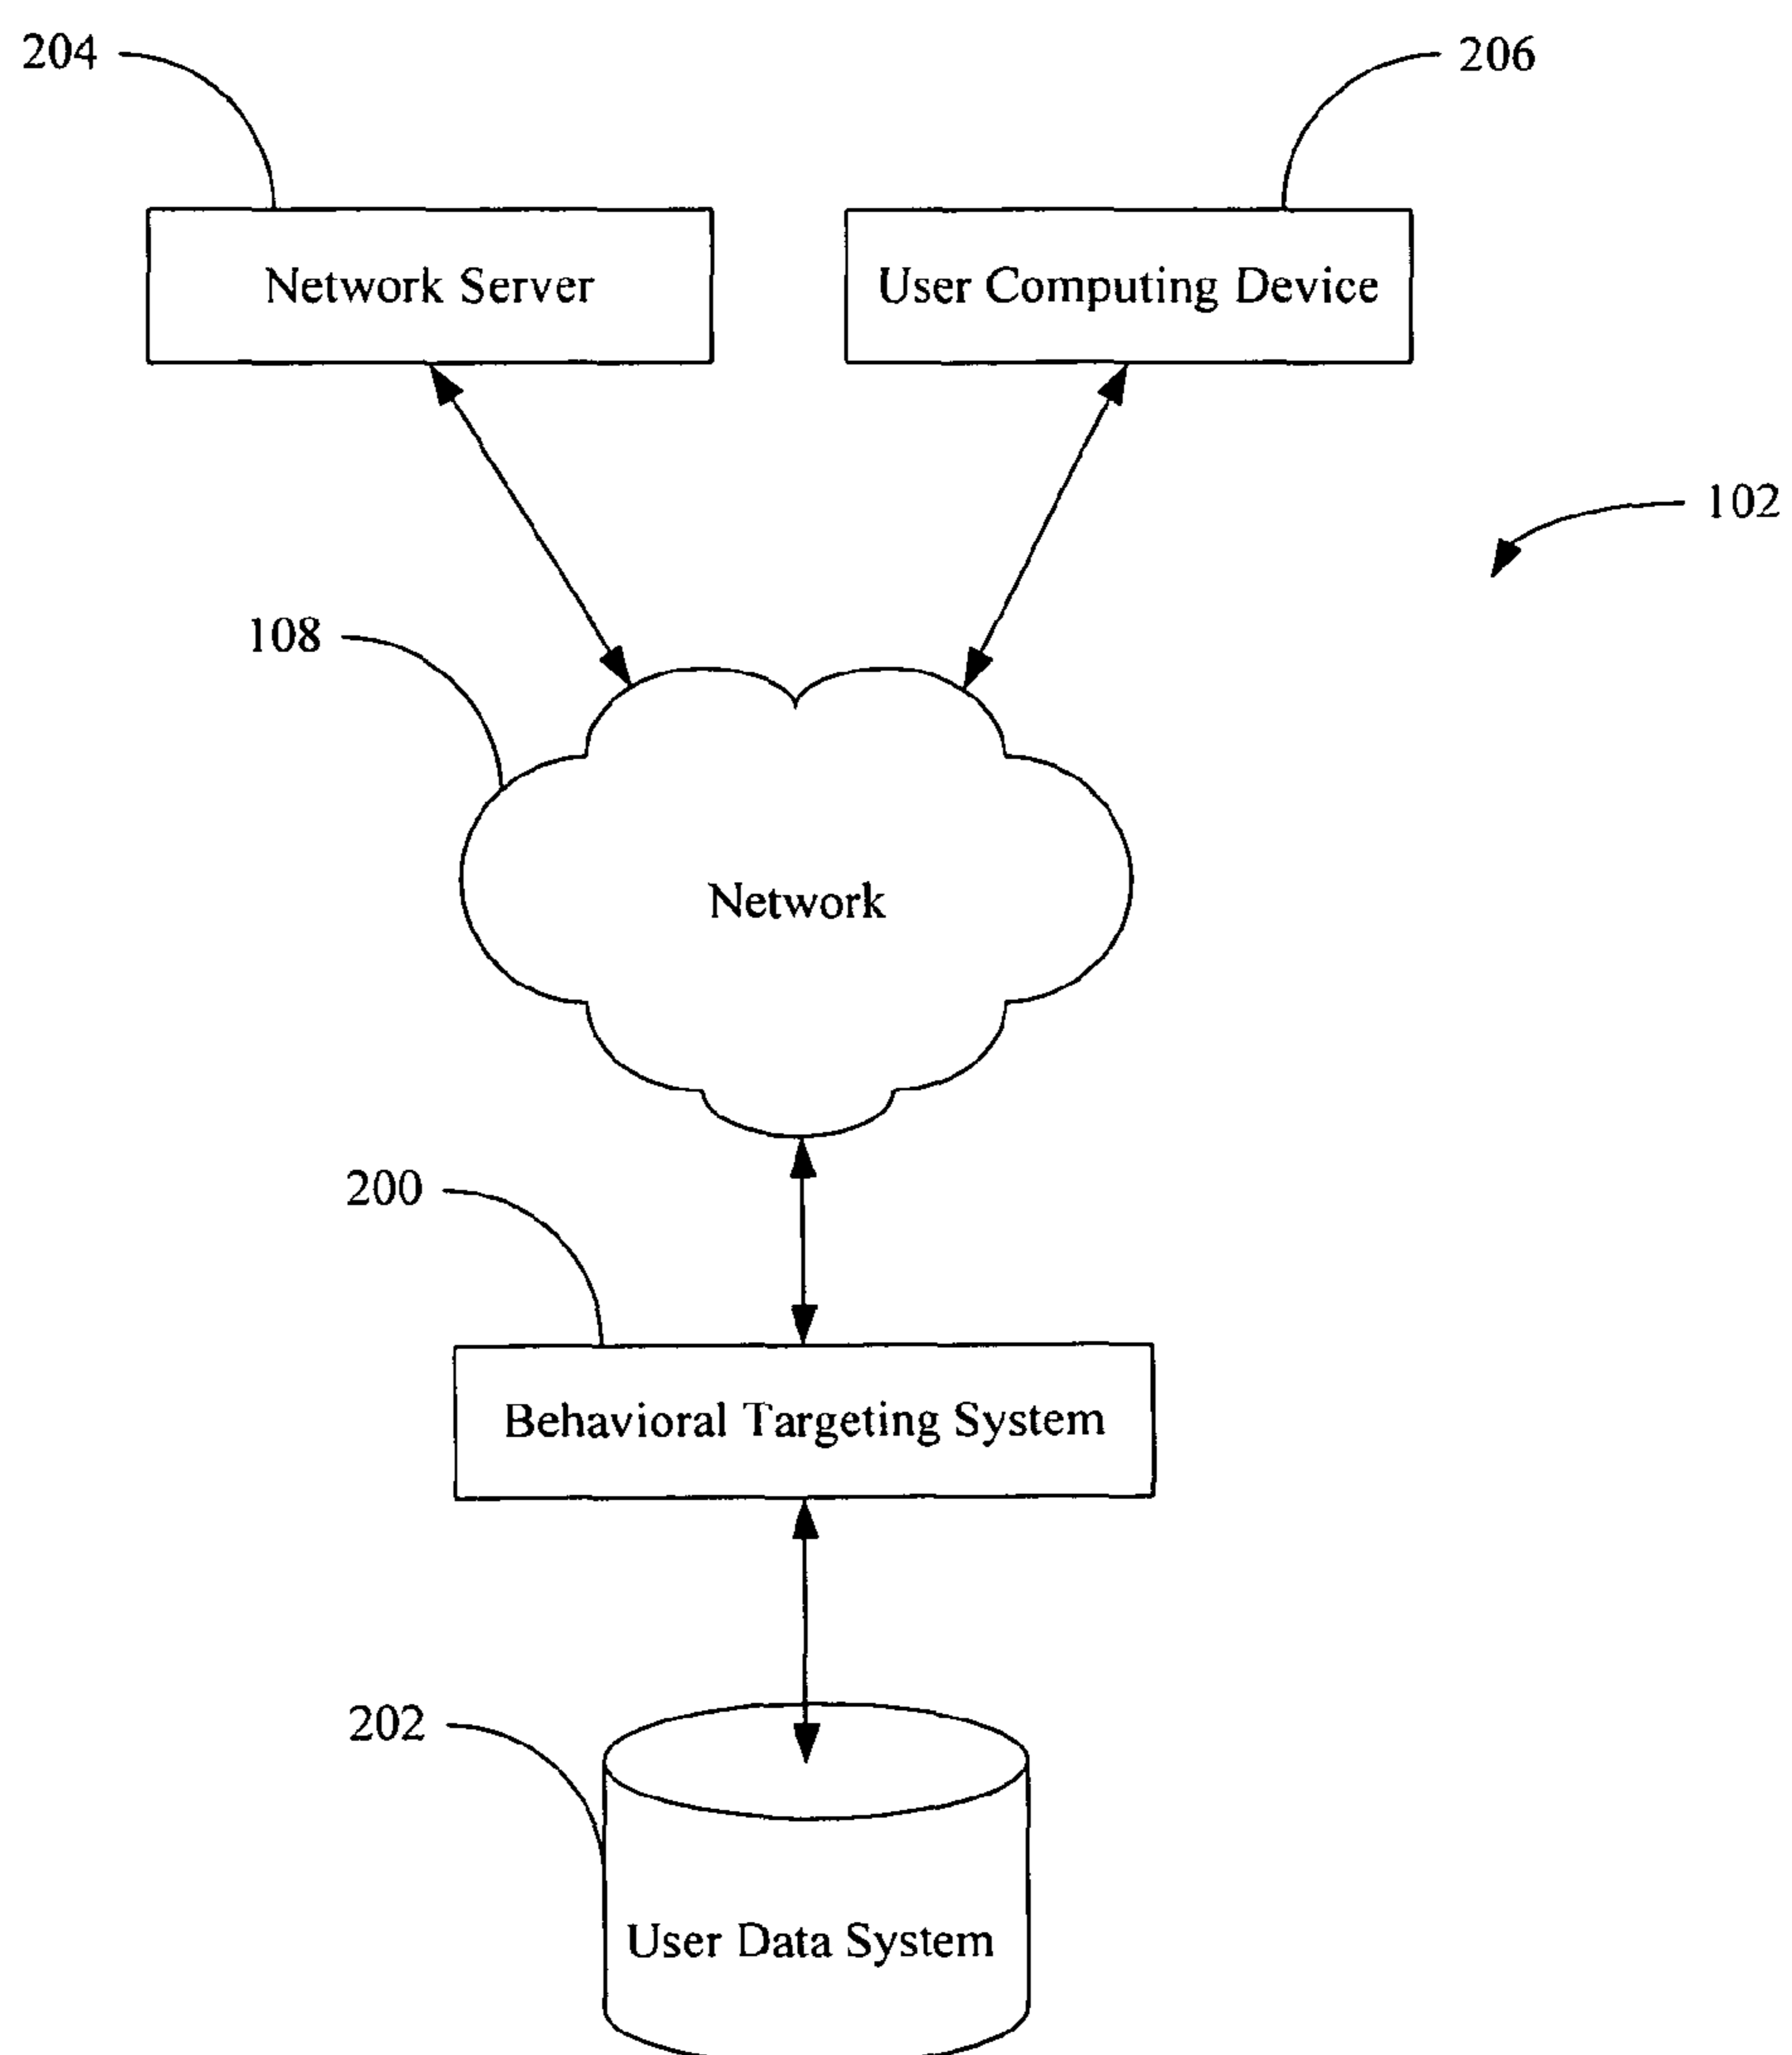 204
206
Network Server
User Computing Device
102
108
Network
200
Behavioral Targeting System
202
User Data System